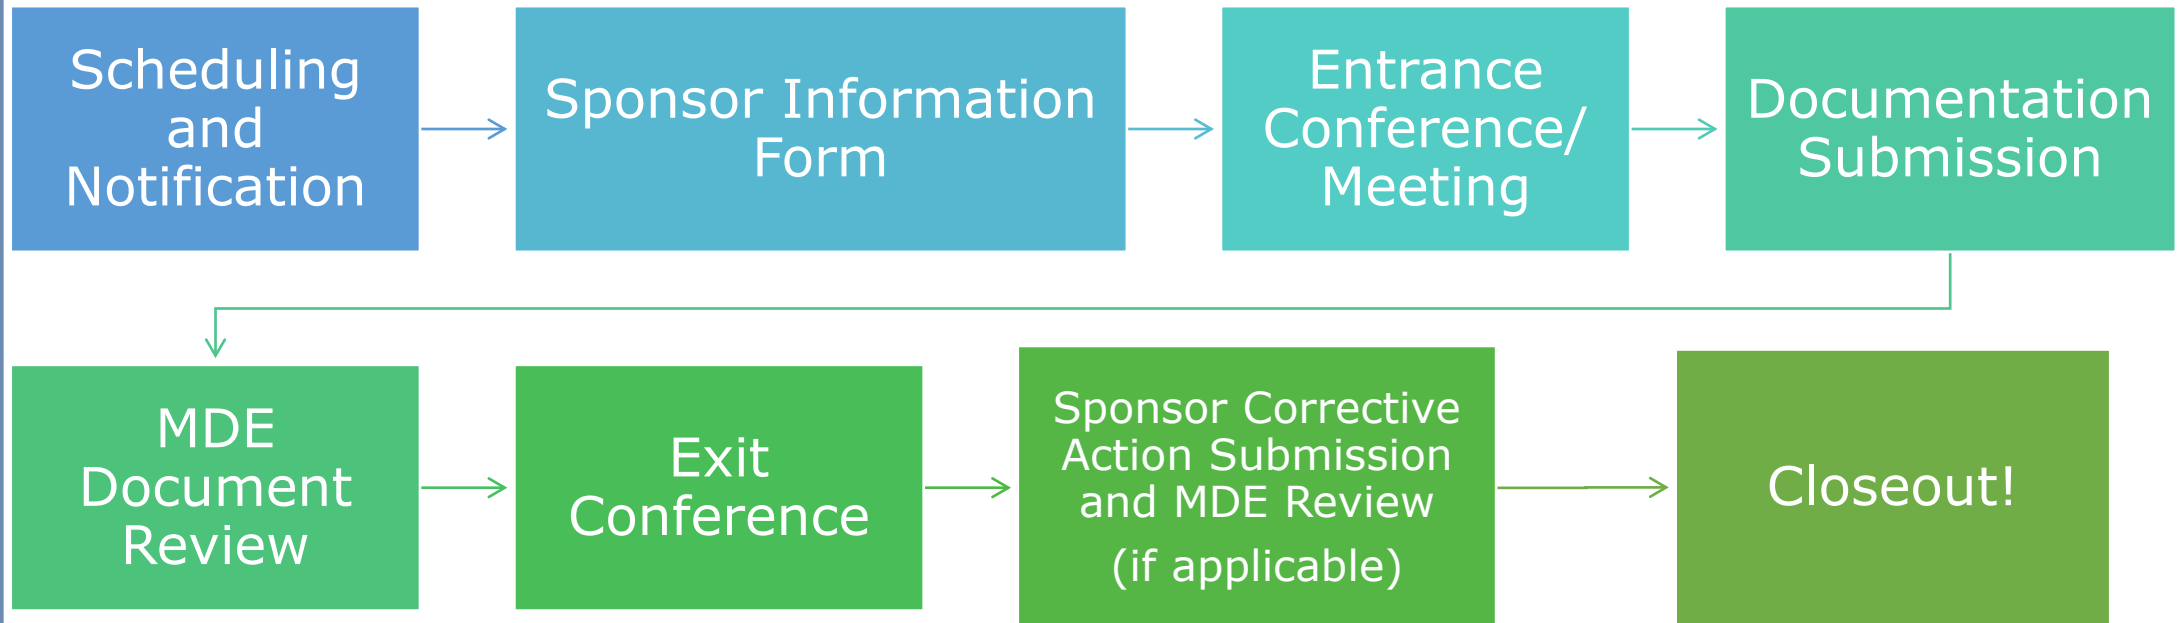 Scheduling
and
Notification
Sponsor Information
Form
Entrance
Conference/
Meeting
Documentation
Submission
MDE
Document
Review
Exit
Conference
Sponsor Corrective
Action Submission
and MDE Review
(if applicable)
Closeout!